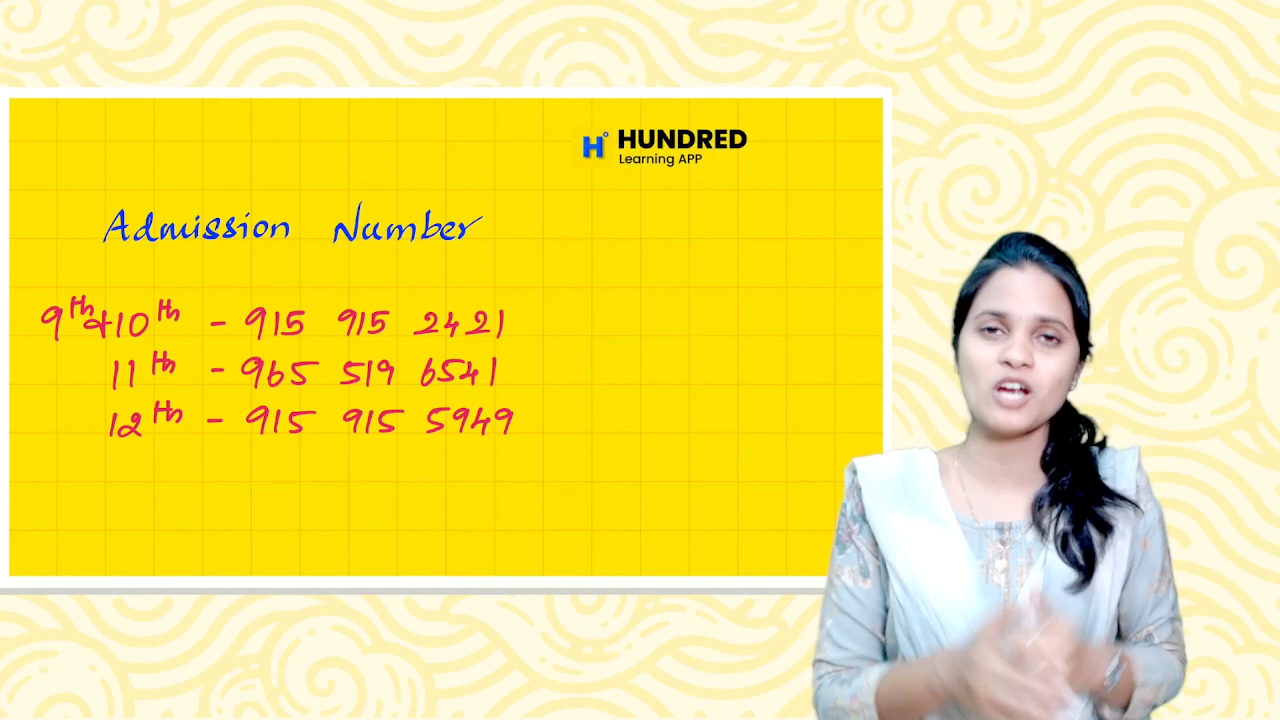 H° HUNDRED
Learning APP
Admission Number
9th & 10th - 915 915 2421
11th - 965 519 6541
12th - 915 915 5949